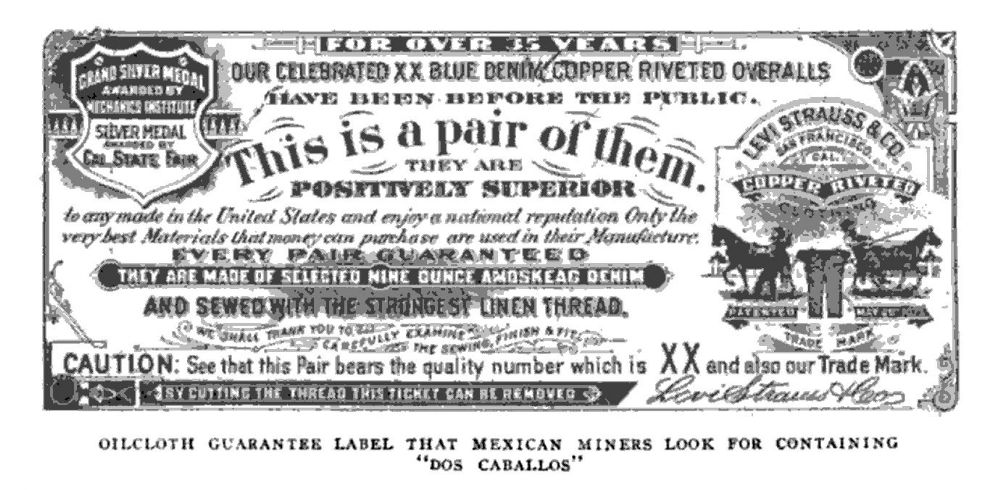 FOR OVER 35 YEARS
OUR CELEBRATED XX BLUE DENIM COPPER RIVETED OVERALLS
HAVE BEEN BEFORE THE PUBLIC.
This is a pair of them.
THEY ARE
POSITIVELY SUPERIOR
to any made in the United States and enjoy a national reputation Only the
very best Materials that money can purchase are used in their Manufacture.
EVERY PAIR GUARANTEED
THEY ARE MADE OF SELECTED NINE OUNCE AMOSKEAG DENIM
AND SEWED WITH THE STRONGEST LINEN THREAD.
WE SHALL THANK YOU TO CAREFULLY EXAMINE
THE SEWING, FINISH & FIT
GRAND SILVER MEDAL
AWARDED BY
MECHANICS INSTITUTE
SILVER MEDAL
AWARDED BY
CAL. STATE FAIR
LEVI STRAUSS & CO.
SAN FRANCISCO
CAL.
COPPER RIVETED
CLOTHING
PATENTED
TRADE MARK
CAUTION: See that this Pair bears the quality number which is XX and also our Trade Mark.
BY CUTTING THE THREAD THIS TICKET CAN BE REMOVED
Levi Strauss & Co
OILCLOTH GUARANTEE LABEL THAT MEXICAN MINERS LOOK FOR CONTAINING
"DOS CABALLOS"